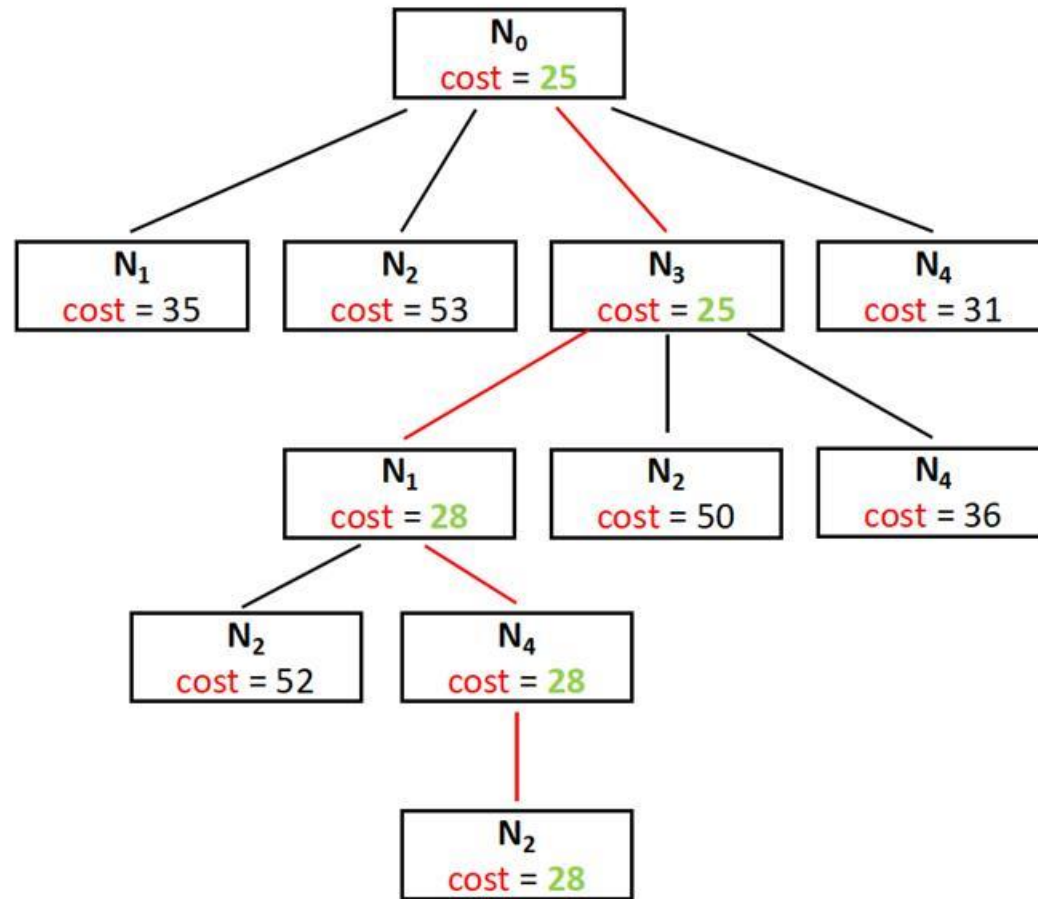 N₀
cost = 25
N₁
cost = 35
N₂
cost = 53
N₃
cost = 25
N₄
cost = 31
N₁
cost = 28
N₂
cost = 50
N₄
cost = 36
N₂
cost = 52
N₄
cost = 28
N₂
cost = 28